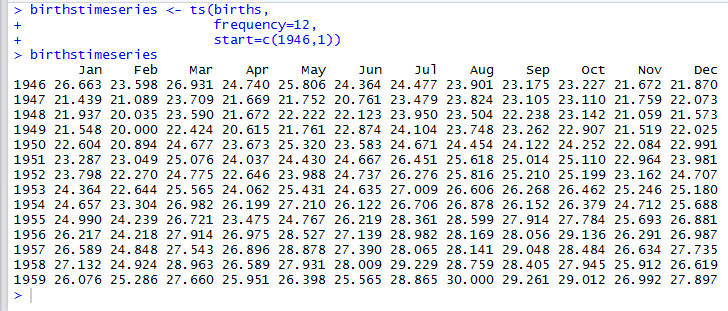 > birthstimeseries <- ts(births,
+                        frequency=12,
+                        start=c(1946,1))
> birthstimeseries
        Jan    Feb    Mar    Apr    May    Jun    Jul    Aug    Sep    Oct    Nov    Dec
1946 26.663 23.598 26.931 24.740 25.806 24.364 24.477 23.901 23.175 23.227 21.672 21.870
1947 21.439 21.089 23.709 21.669 21.752 20.761 23.479 23.824 23.105 23.110 21.759 22.073
1948 21.937 20.035 23.590 21.672 22.222 22.123 23.950 23.504 22.238 23.142 21.059 21.573
1949 21.548 20.000 22.424 20.615 21.761 22.874 24.104 23.748 23.262 22.907 21.519 22.025
1950 22.604 20.894 24.677 23.673 25.320 23.583 24.671 24.454 24.122 24.252 22.084 22.991
1951 23.287 23.049 25.076 24.037 24.430 24.667 26.451 25.618 25.014 25.110 22.964 23.981
1952 23.798 22.270 24.775 22.646 23.988 24.737 26.276 25.816 25.210 25.199 23.162 24.707
1953 24.364 22.644 25.565 24.062 25.431 24.635 27.009 26.606 26.268 26.462 25.246 25.180
1954 24.657 23.304 26.982 26.199 27.210 26.122 26.706 26.878 26.152 26.379 24.712 25.688
1955 24.990 24.239 26.721 23.475 24.767 26.219 28.361 28.599 27.914 27.784 25.693 26.881
1956 26.217 24.218 27.914 26.975 28.527 27.139 28.982 28.169 28.056 29.136 26.291 26.987
1957 26.589 24.848 27.543 26.896 28.878 27.390 28.065 28.141 29.048 28.484 26.634 27.735
1958 27.132 24.924 28.963 26.589 27.931 28.009 29.229 28.759 28.405 27.945 25.912 26.619
1959 26.076 25.286 27.660 25.951 26.398 25.565 28.865 30.000 29.261 29.012 26.992 27.897
>